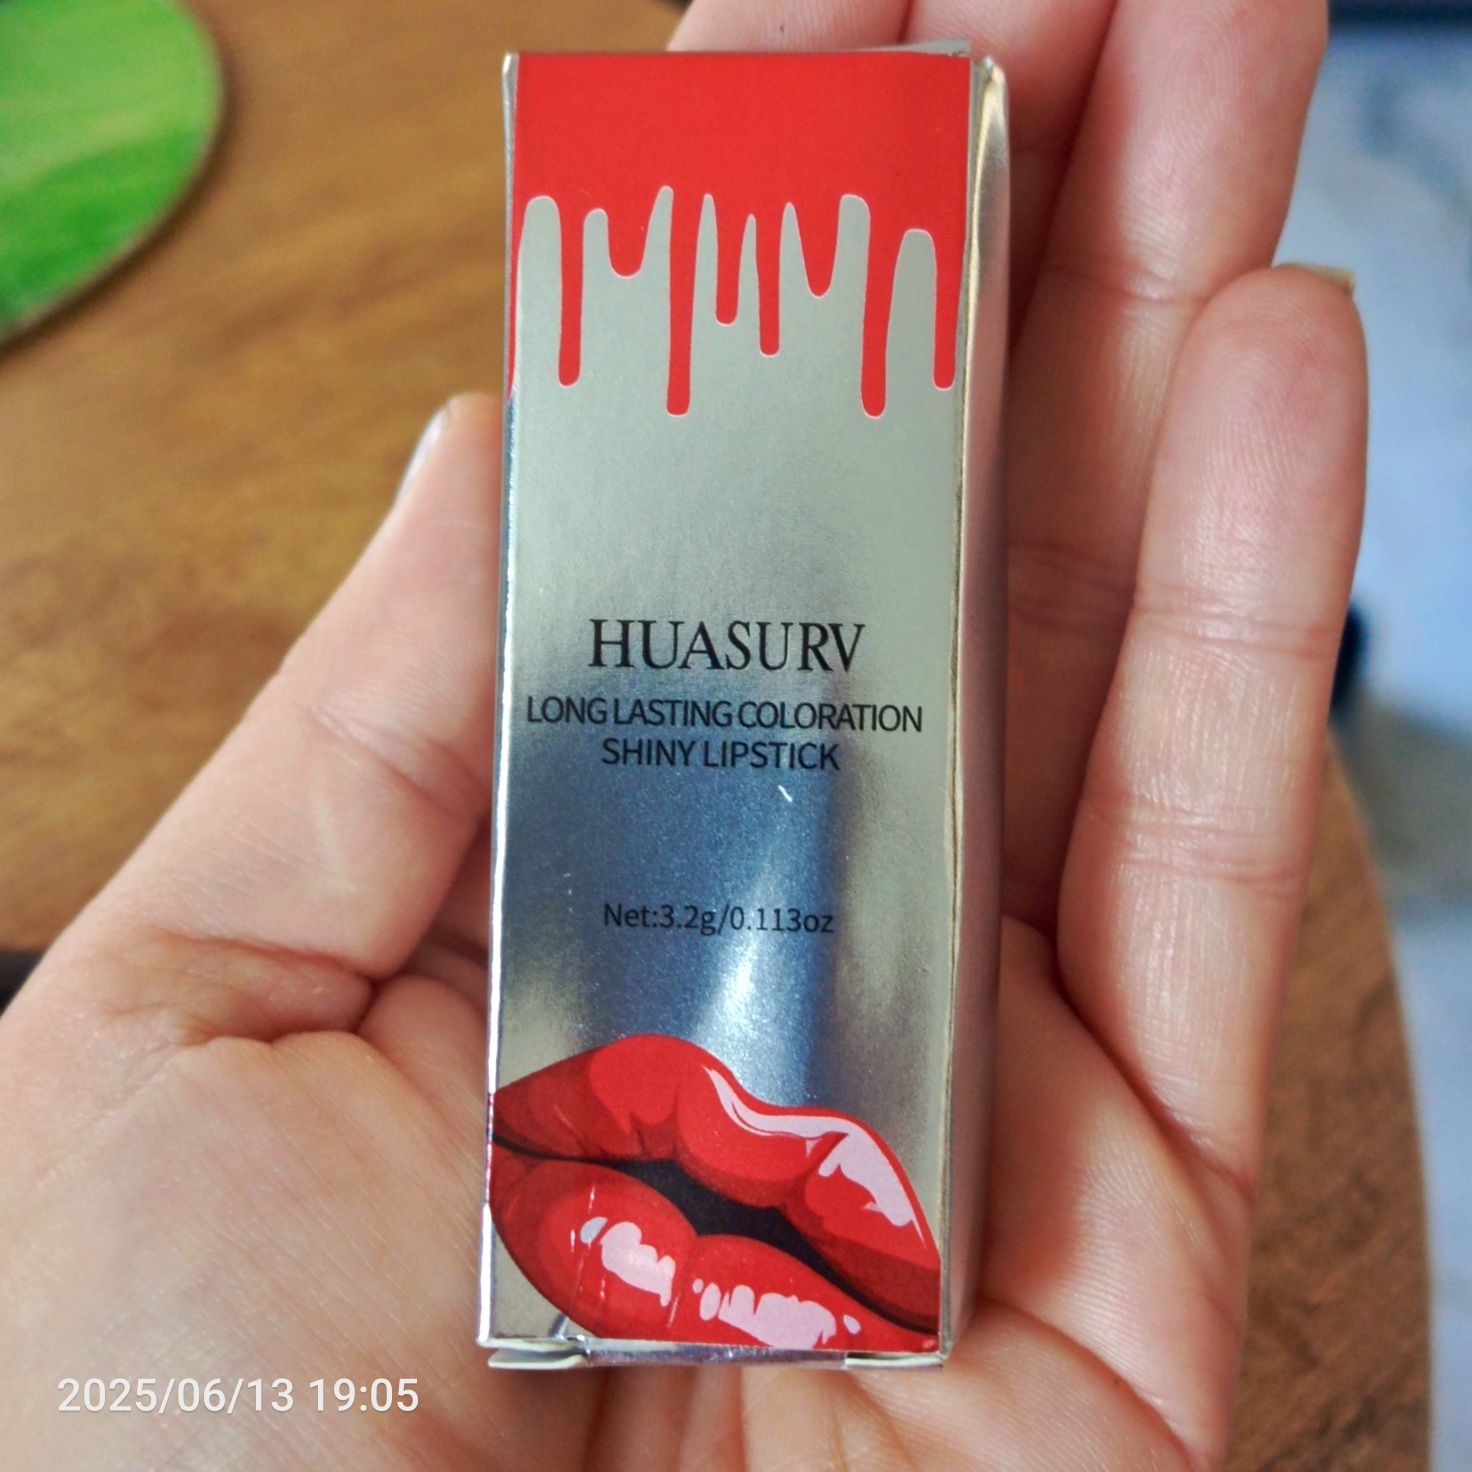 HUASURV
LONG LASTING COLORATION
SHINY LIPSTICK
Net:3.2g/0.113oz
2025/06/13 19:05